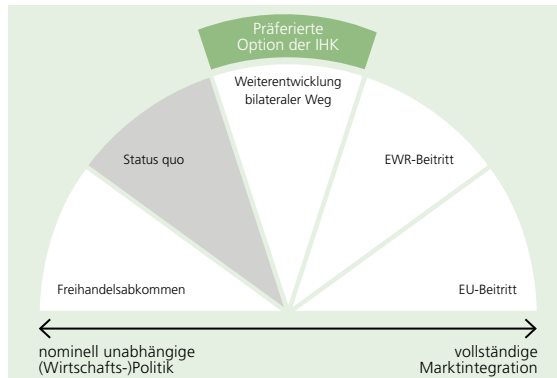 Präferierte
Option der IHK
Weiterentwicklung
bilateraler Weg
Status quo
EWR-Beitritt
Freihandelsabkommen
EU-Beitritt
nominell unabhängige
(Wirtschafts-)Politik
vollständige
Marktintegration